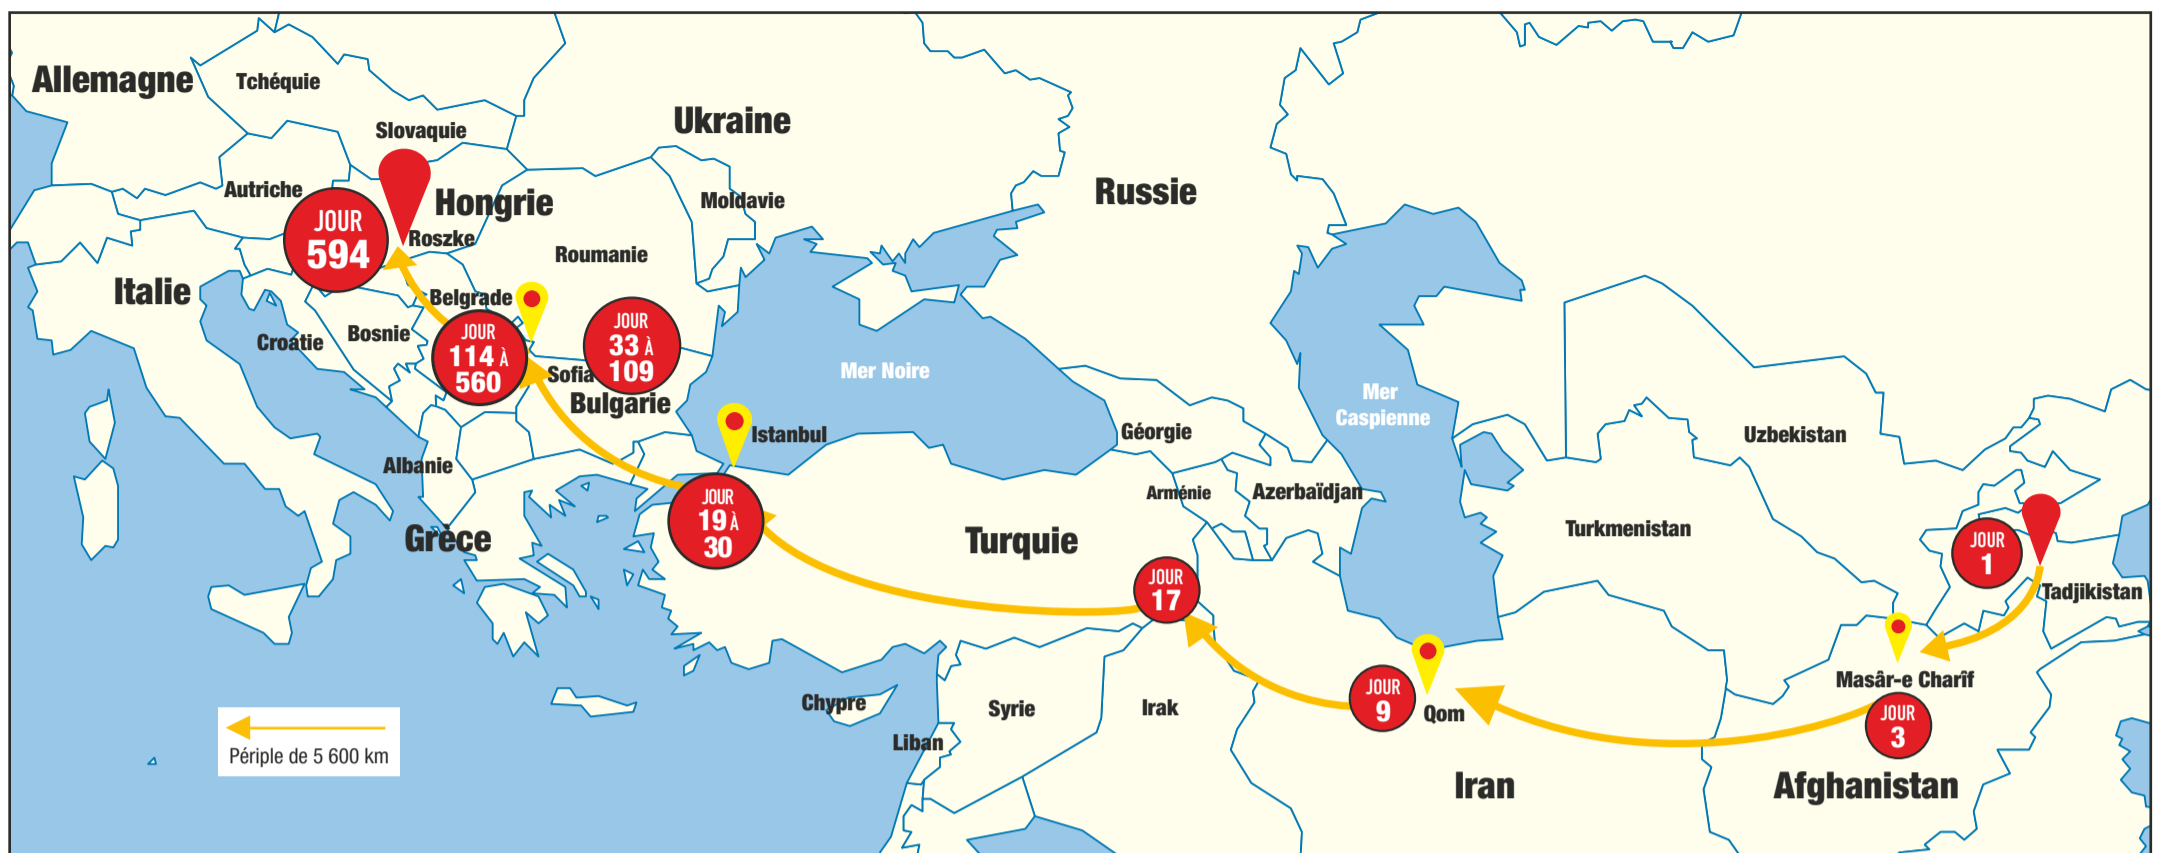 Allemagne
Tchéquie
Slovaquie
Ukraine
Autriche
Hongrie
Moldavie
Russie
JOUR
594
Roszke
Roumanie
Italie
Belgrade
Croatie
Bosnie
JOUR
114 À
560
JOUR
33 À
109
Sofia
Bulgarie
Mer Noire
Mer
Caspienne
Istanbul
Géorgie
Uzbekistan
Albanie
Arménie
Azerbaïdjan
Grèce
JOUR
19 À
30
Turquie
Turkmenistan
JOUR
1
Tadjikistan
JOUR
17
Masâr-e Charîf
JOUR
3
JOUR
9
Qom
Chypre
Syrie
Irak
Liban
Périple de 5 600 km
Iran
Afghanistan